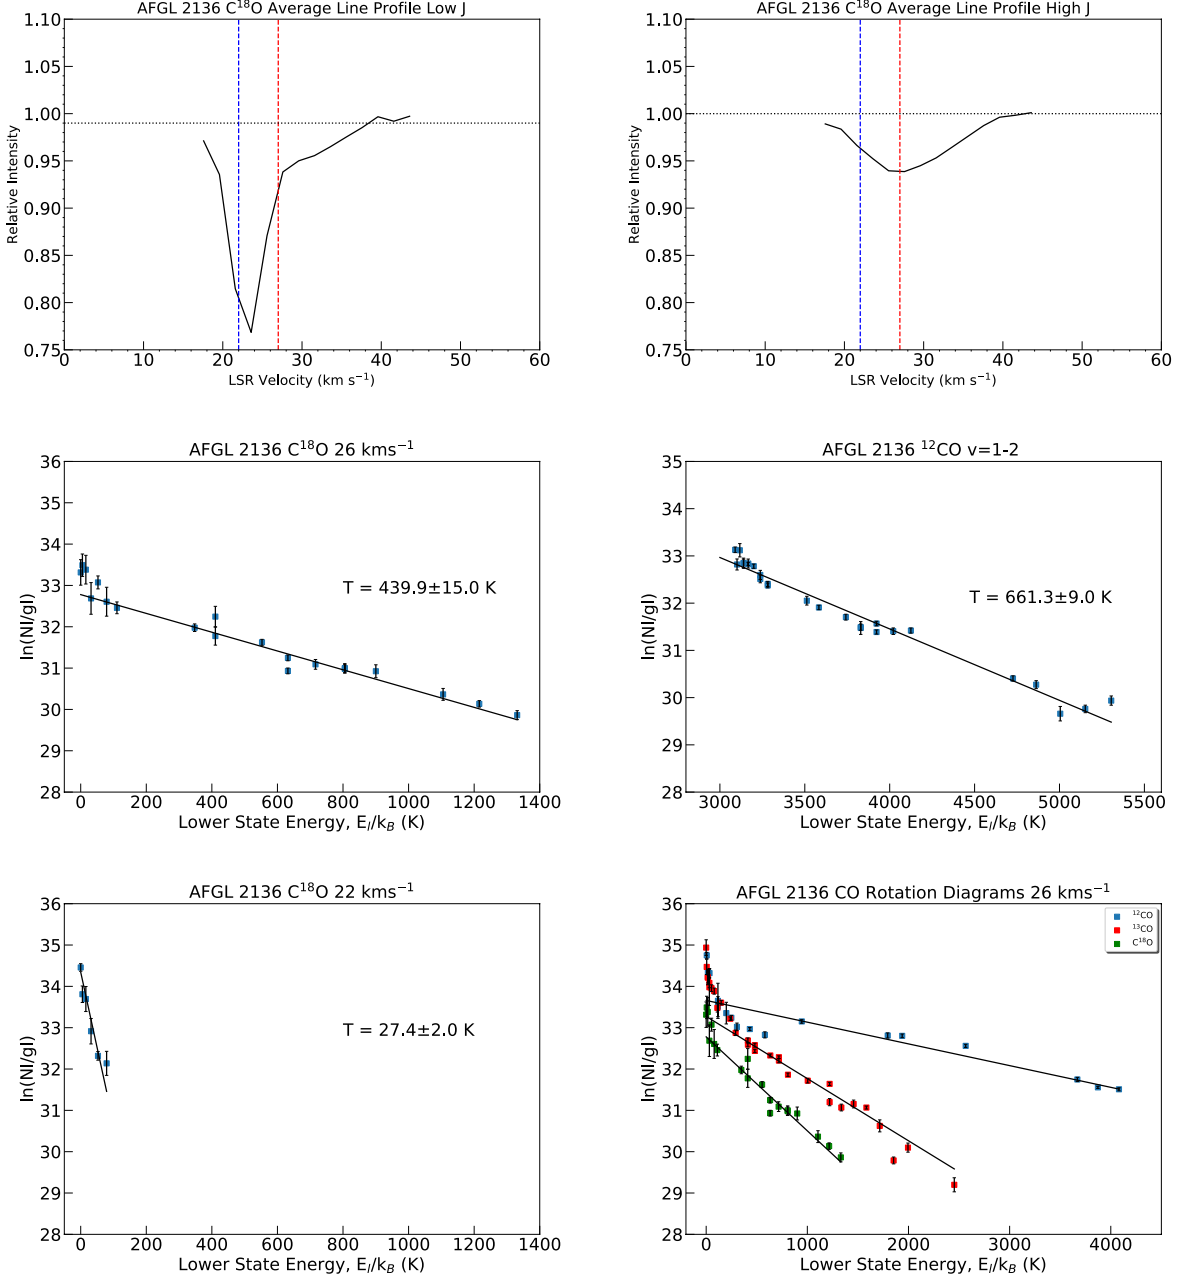 AFGL 2136 C¹⁸O Average Line Profile Low J
1.10
1.05
1.00
0.95
0.90
0.85
0.80
0.75
Relative Intensity
0 10 20 30 40 50 60
LSR Velocity (km s⁻¹)
AFGL 2136 C¹⁸O Average Line Profile High J
1.10
1.05
1.00
0.95
0.90
0.85
0.80
0.75
Relative Intensity
0 10 20 30 40 50 60
LSR Velocity (km s⁻¹)
AFGL 2136 C¹⁸O 26 kms⁻¹
36
35
34
33
32
31
30
29
28
ln(Nl/gl)
T = 439.9±15.0 K
0 200 400 600 800 1000 1200 1400
Lower State Energy, E_l/k_B (K)
AFGL 2136 ¹²CO v=1-2
35
34
33
32
31
30
29
28
ln(Nl/gl)
T = 661.3±9.0 K
3000 3500 4000 4500 5000 5500
Lower State Energy, E_l/k_B (K)
AFGL 2136 C¹⁸O 22 kms⁻¹
36
35
34
33
32
31
30
29
28
ln(Nl/gl)
T = 27.4±2.0 K
0 200 400 600 800 1000 1200 1400
Lower State Energy, E_l/k_B (K)
AFGL 2136 CO Rotation Diagrams 26 kms⁻¹
36
35
34
33
32
31
30
29
28
ln(Nl/gl)
¹²CO
¹³CO
C¹⁸O
0 1000 2000 3000 4000
Lower State Energy, E_l/k_B (K)